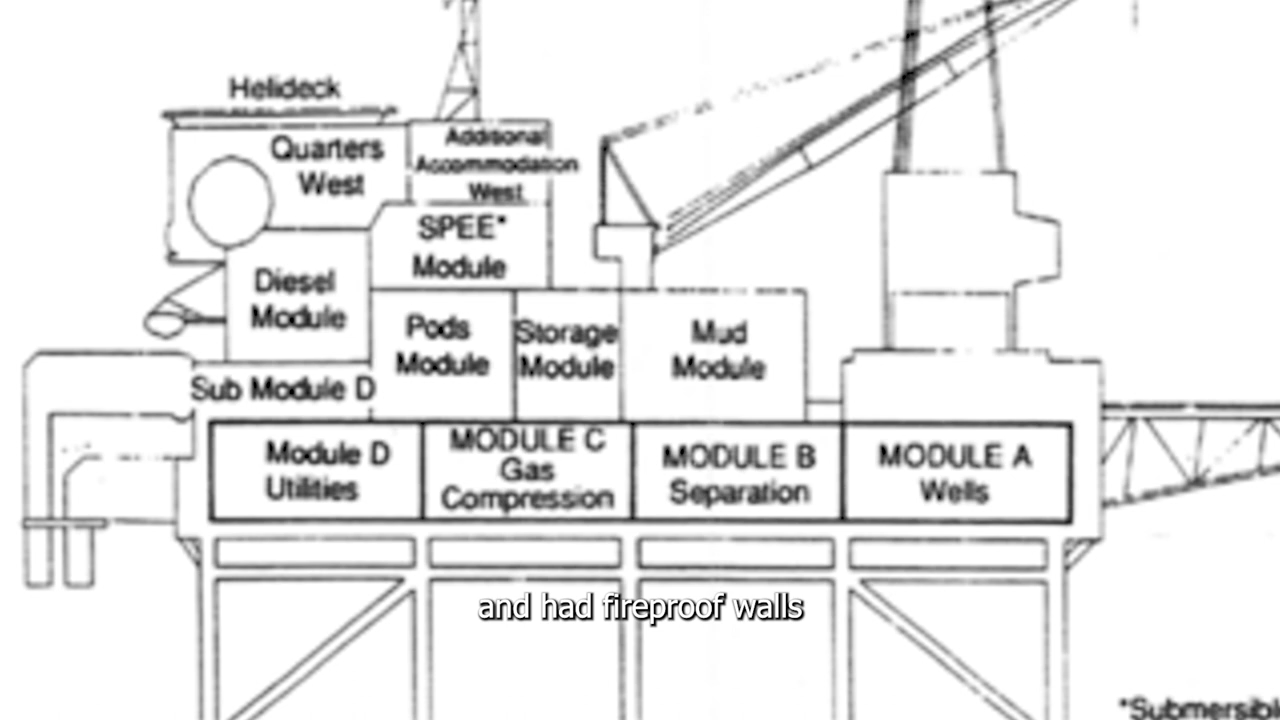 Helideck
Quarters
West
Additional
Accommodation
West
SPEE*
Module
Diesel
Module
Pods
Module
Storage
Module
Mud
Module
Sub Module D
Module D
Utilities
MODULE C
Gas
Compression
MODULE B
Separation
MODULE A
Wells
and had fireproof walls
*Submersibl